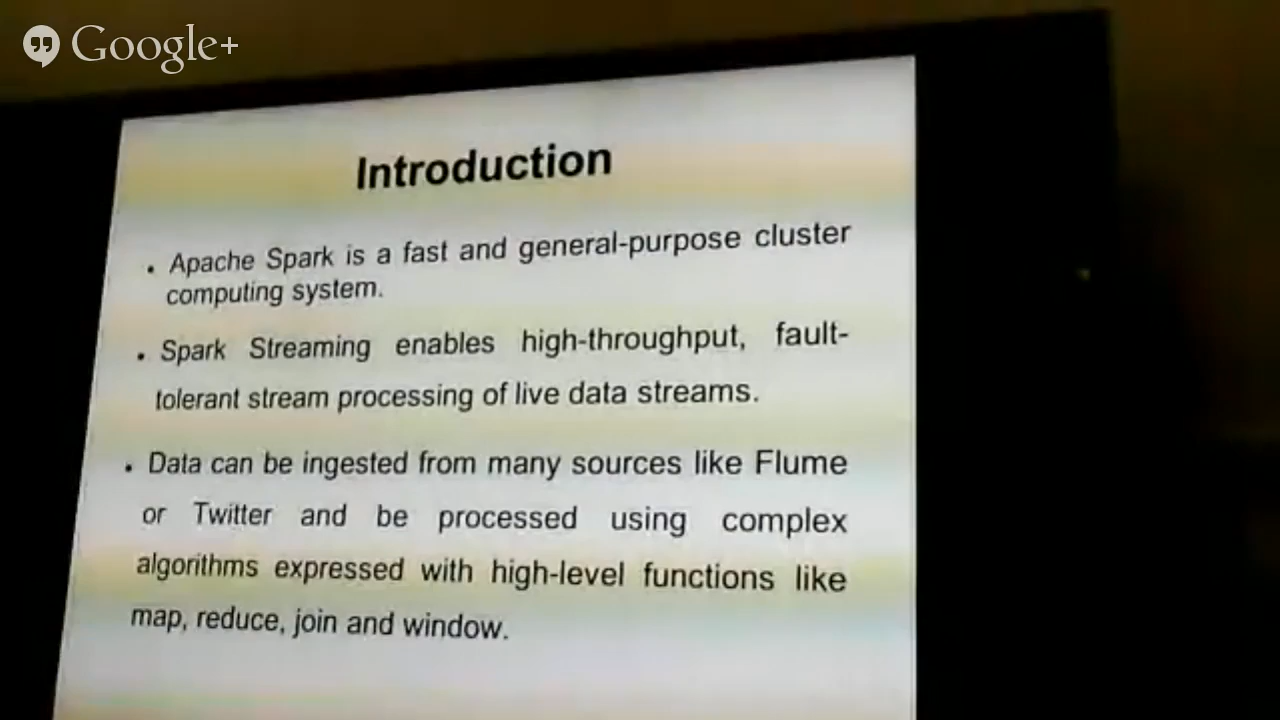 Google+
Introduction
• Apache Spark is a fast and general-purpose cluster
computing system.
• Spark Streaming enables high-throughput, fault-
tolerant stream processing of live data streams.
• Data can be ingested from many sources like Flume
or Twitter and be processed using complex
algorithms expressed with high-level functions like
map, reduce, join and window.